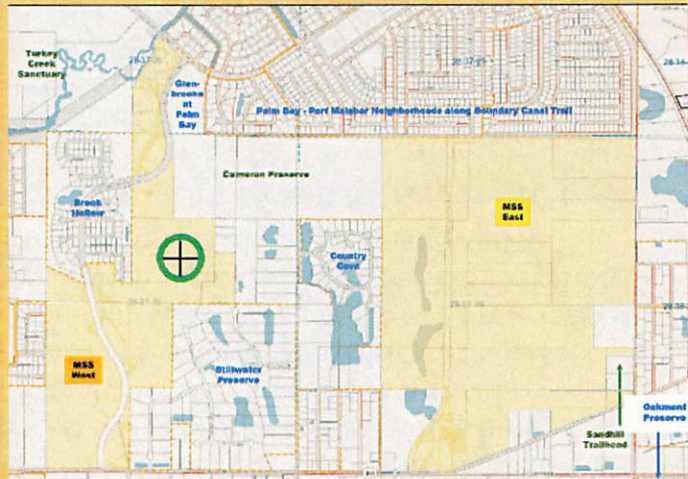 Turkey
Creek
Sanctuary
Glen-
brooke
at
Palm
Bay
Palm Bay - Port Malabar Neighborhoods along Boundary Canal Trail
Cameron Preserve
Brook
Hollow
MSS
East
Country
Cove
MSS
West
Stillwater
Preserve
Sandhill
Trailhead
Oakmont
Preserve